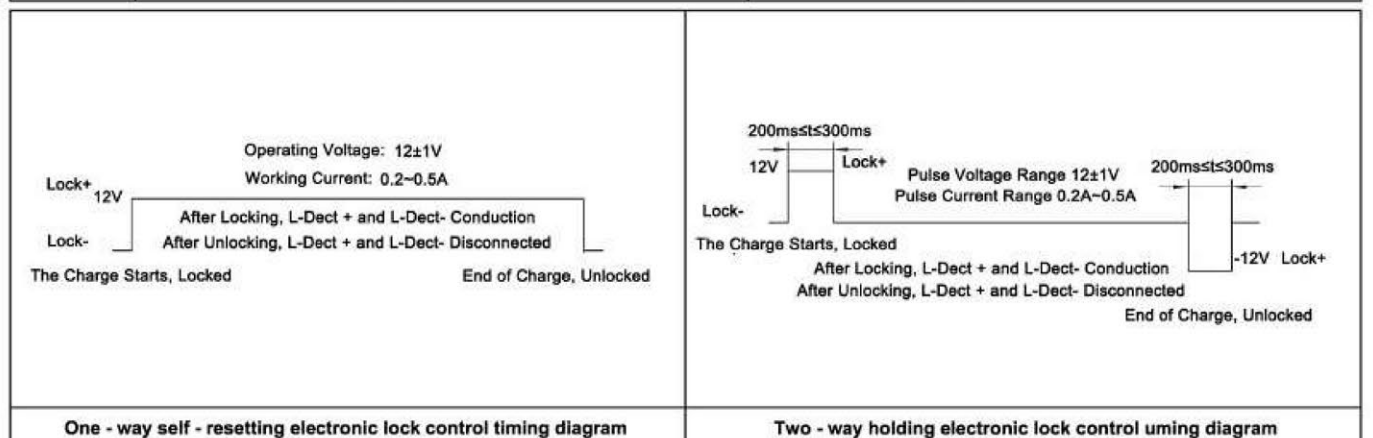 Operating Voltage: 12±1V
Working Current: 0.2~0.5A
Lock+
12V
After Locking, L-Dect + and L-Dect- Conduction
Lock-
After Unlocking, L-Dect + and L-Dect- Disconnected
The Charge Starts, Locked
End of Charge, Unlocked
One - way self - resetting electronic lock control timing diagram
200ms≤t≤300ms
12V
Lock+
Pulse Voltage Range 12±1V
200ms≤t≤300ms
Pulse Current Range 0.2A~0.5A
Lock-
The Charge Starts, Locked
-12V Lock+
After Locking, L-Dect + and L-Dect- Conduction
After Unlocking, L-Dect + and L-Dect- Disconnected
End of Charge, Unlocked
Two - way holding electronic lock control uming diagram